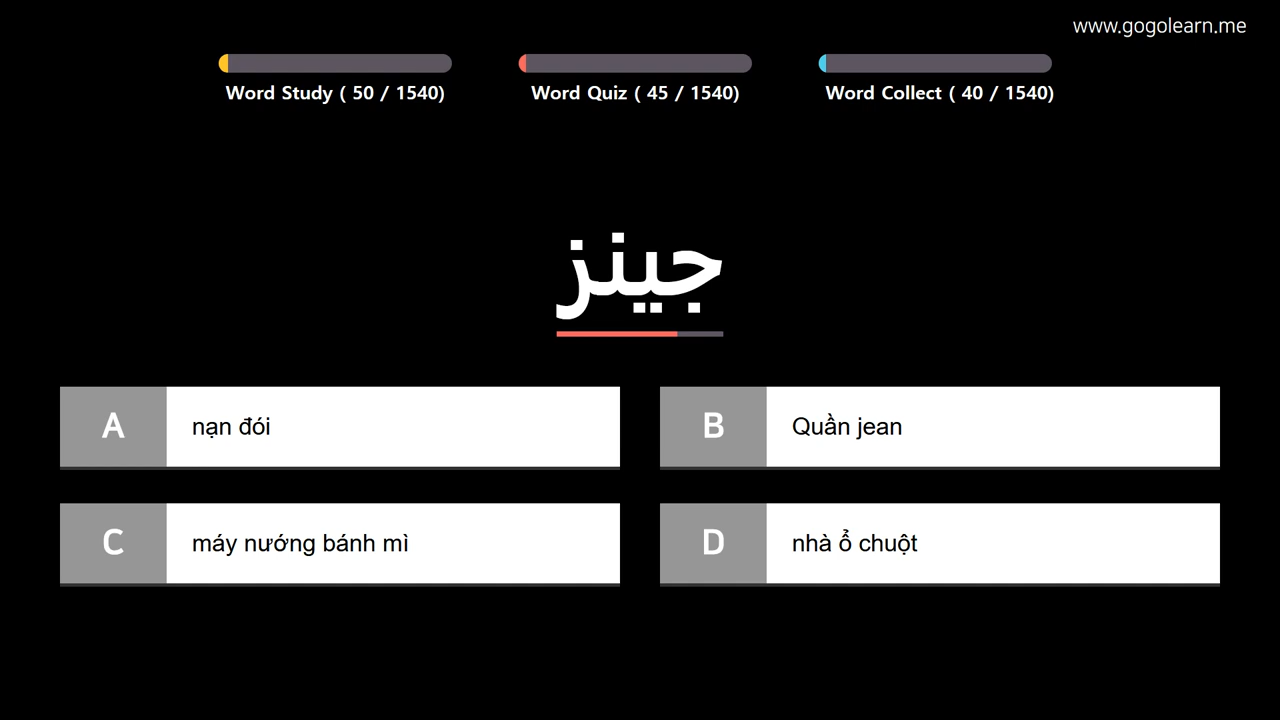 www.gogolearn.me
Word Study ( 50 / 1540)
Word Quiz ( 45 / 1540)
Word Collect ( 40 / 1540)
جينز
A nạn đói
B Quần jean
C máy nướng bánh mì
D nhà ổ chuột